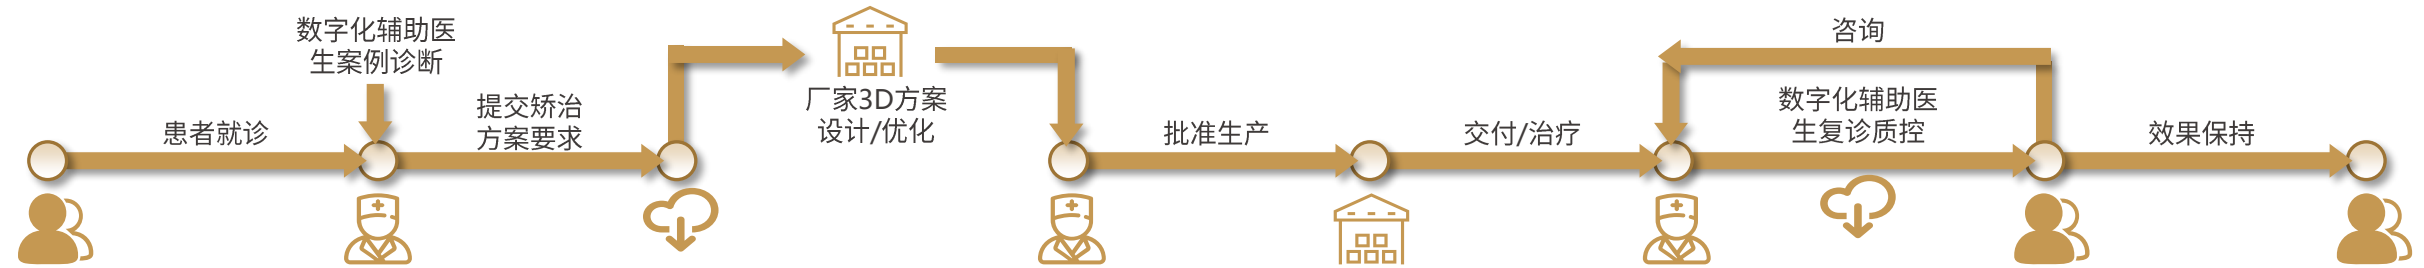 患者就诊
数字化辅助医
生案例诊断
提交矫治
方案要求
厂家3D方案
设计/优化
批准生产
交付/治疗
咨询
数字化辅助医
生复诊质控
效果保持